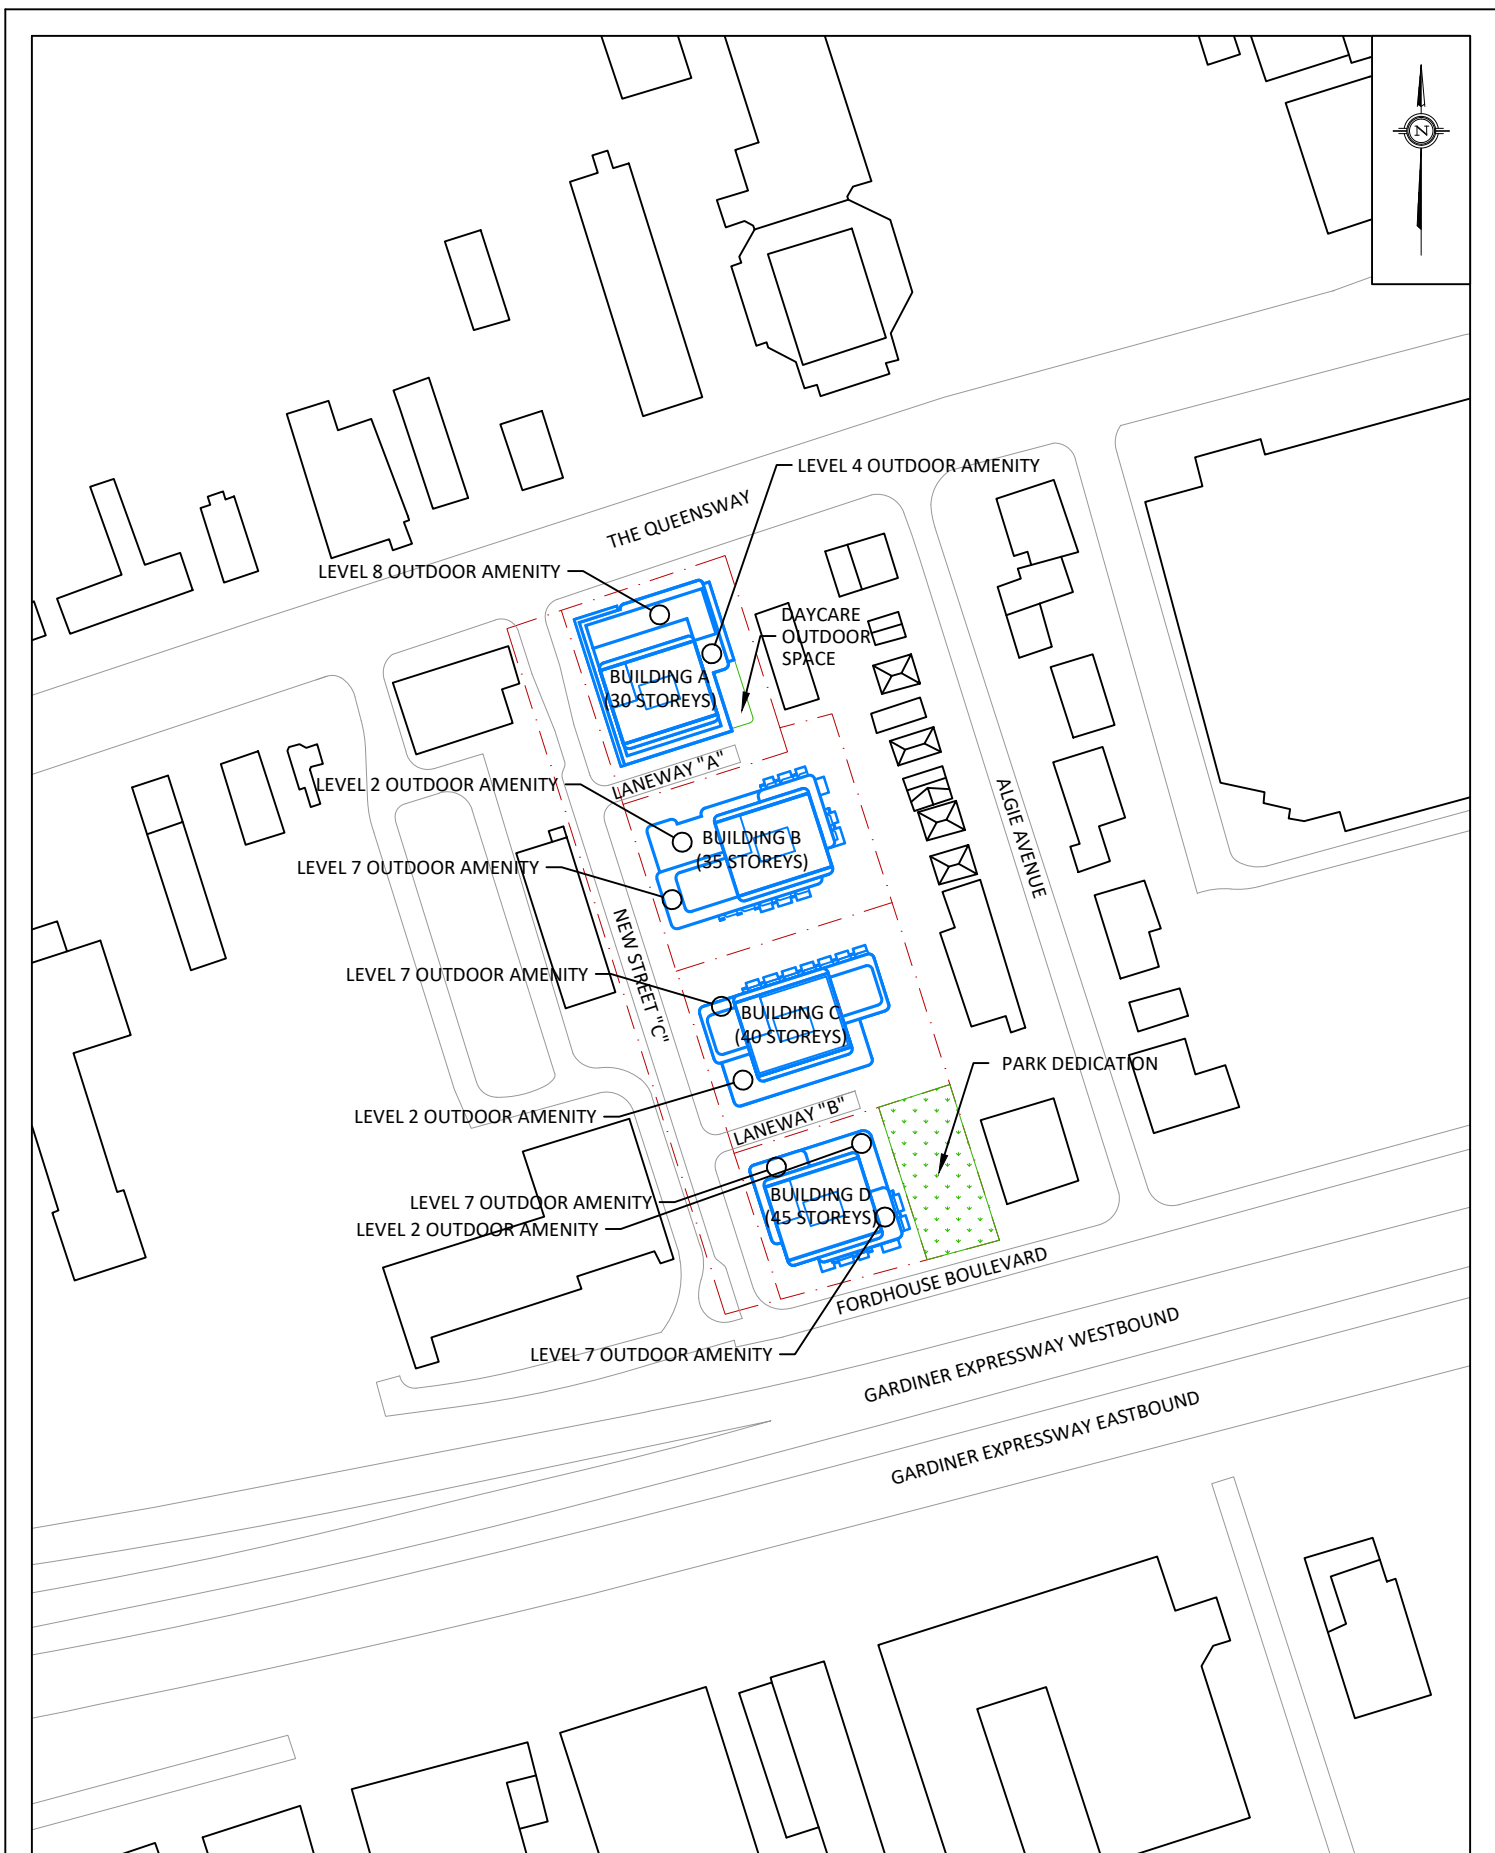 N
LEVEL 4 OUTDOOR AMENITY
THE QUEENSWAY
LEVEL 8 OUTDOOR AMENITY
DAYCARE
OUTDOOR
SPACE
BUILDING A
(30 STOREYS)
LANEWAY "A"
LEVEL 2 OUTDOOR AMENITY
ALGIE AVENUE
BUILDING B
(35 STOREYS)
LEVEL 7 OUTDOOR AMENITY
NEW STREET "C"
LEVEL 7 OUTDOOR AMENITY
BUILDING C
(40 STOREYS)
PARK DEDICATION
LEVEL 2 OUTDOOR AMENITY
LANEWAY "B"
LEVEL 7 OUTDOOR AMENITY
BUILDING D
(45 STOREYS)
LEVEL 2 OUTDOOR AMENITY
FORDHOUSE BOULEVARD
LEVEL 7 OUTDOOR AMENITY
GARDINER EXPRESSWAY WESTBOUND
GARDINER EXPRESSWAY EASTBOUND